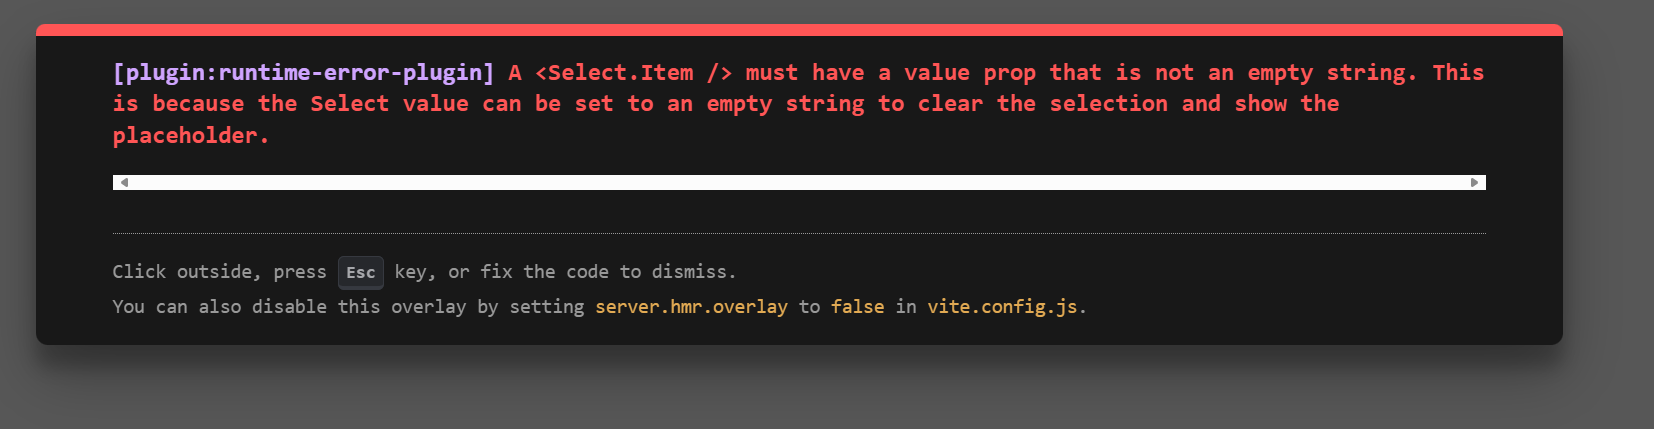 [plugin:runtime-error-plugin] A <Select.Item /> must have a value prop that is not an empty string. This
is because the Select value can be set to an empty string to clear the selection and show the
placeholder.
Click outside, press Esc key, or fix the code to dismiss.
You can also disable this overlay by setting server.hmr.overlay to false in vite.config.js.